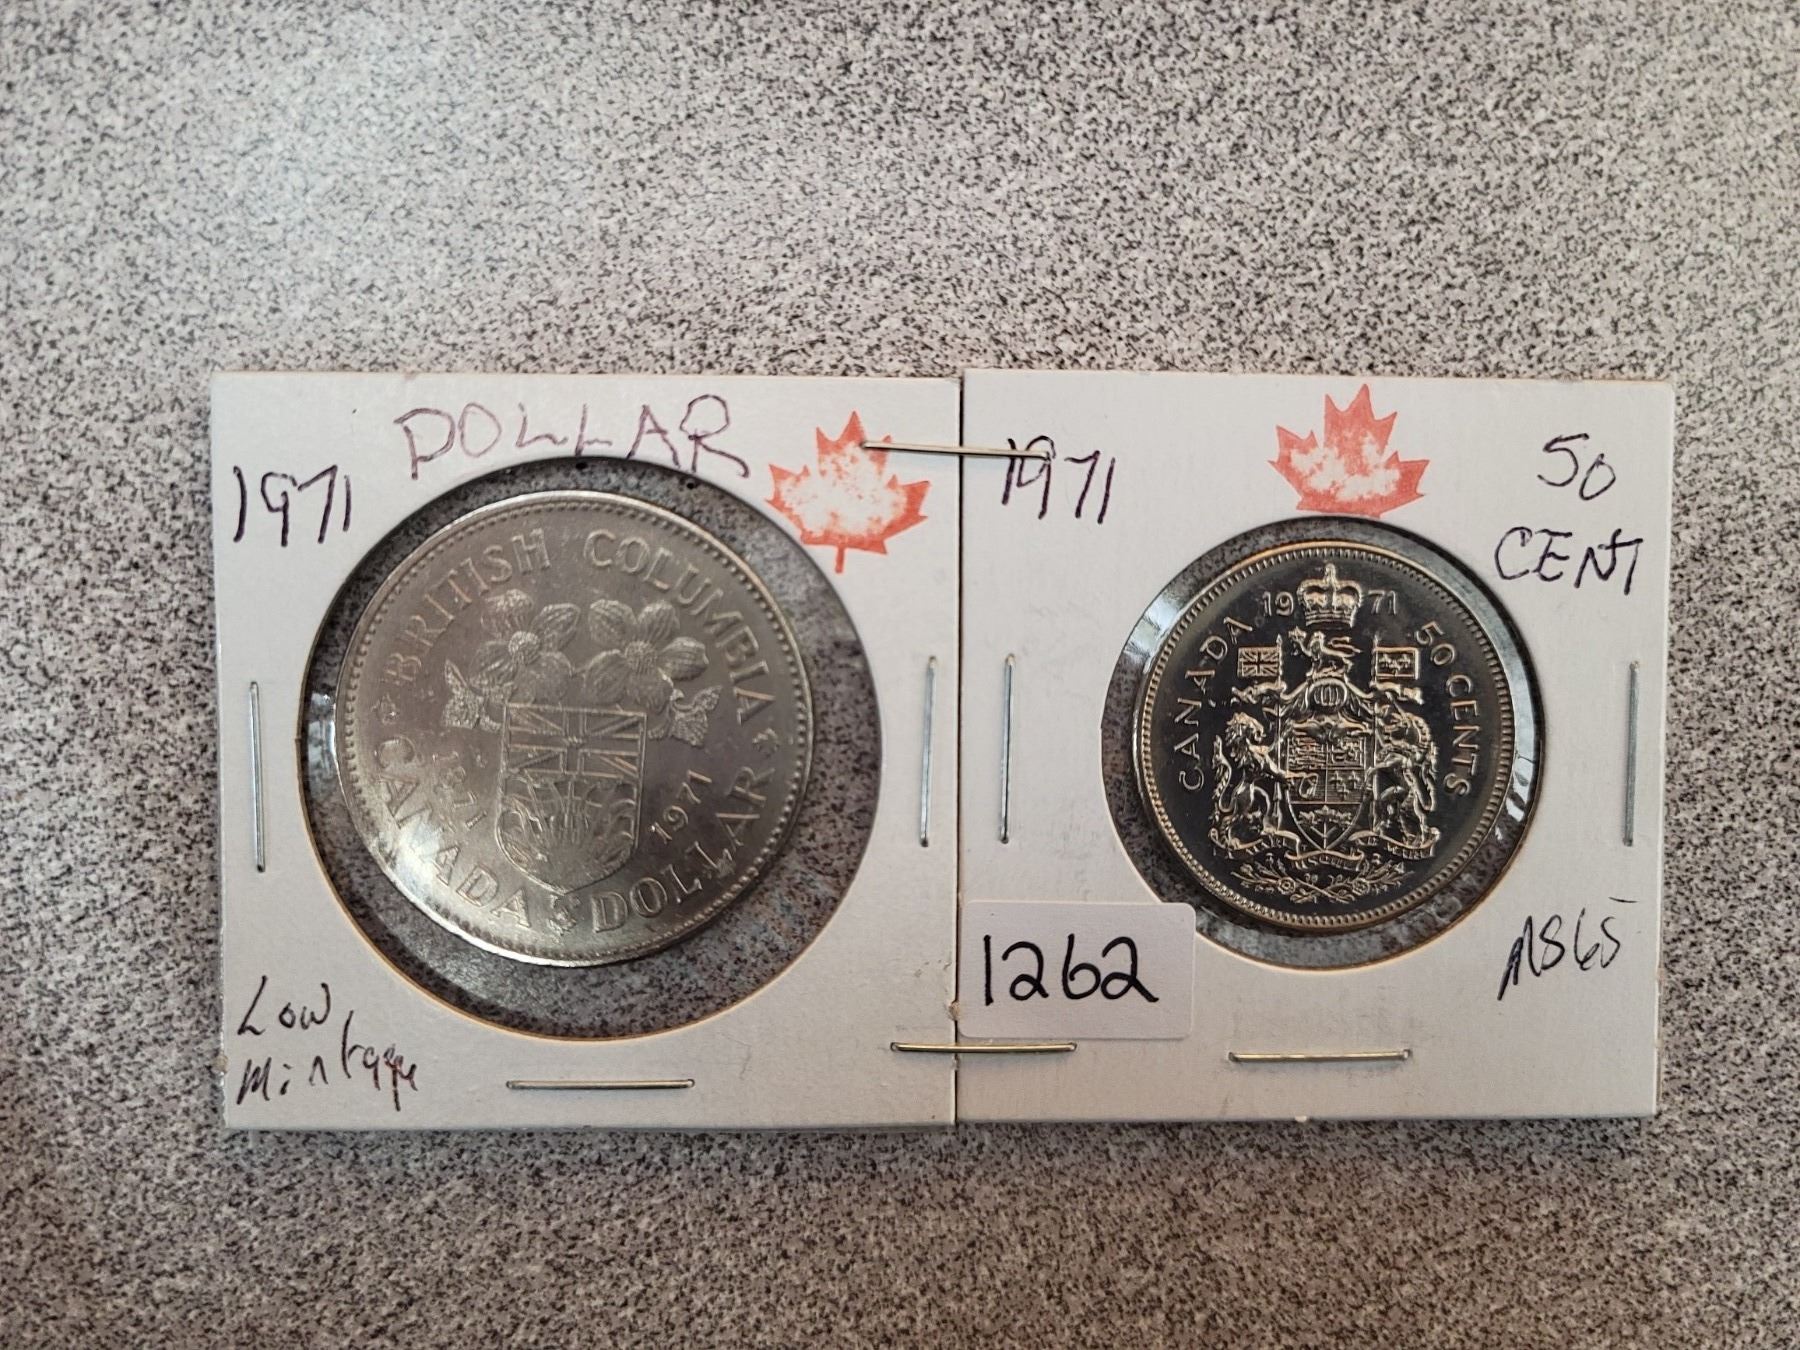 DOLLAR
1971
BRITISH COLUMBIA
1871
1971
CANADA DOLLAR
Low
Mintage
1971
50
CENT
19 71
CANADA
50 CENTS
MS65
1262